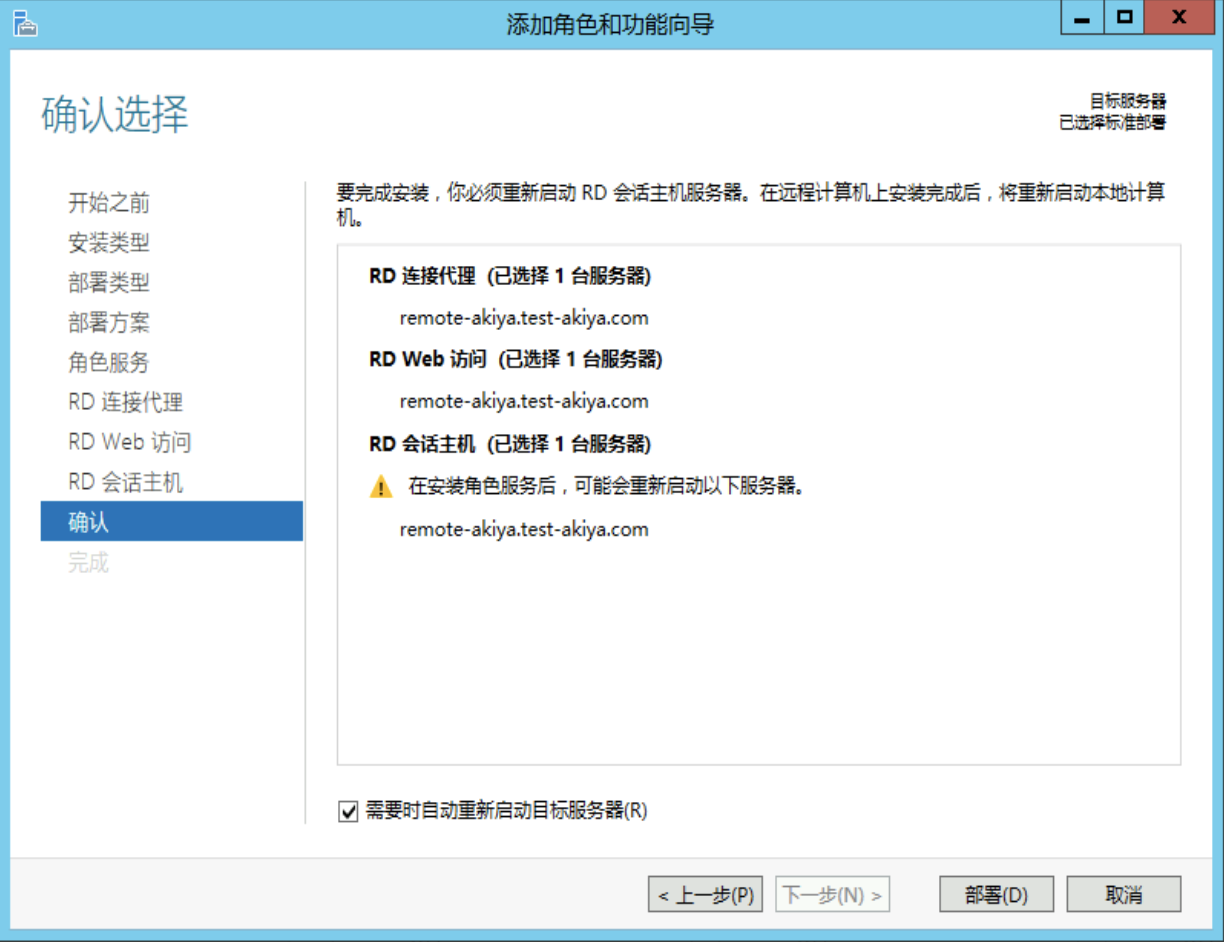 添加角色和功能向导
X
确认选择
目标服务器
已选择标准部署
开始之前
安装类型
部署类型
部署方案
角色服务
RD 连接代理
RD Web 访问
RD 会话主机
确认
完成
要完成安装，你必须重新启动 RD 会话主机服务器。在远程计算机上安装完成后，将重新启动本地计算
机。
RD 连接代理 (已选择 1 台服务器)
remote-akiya.test-akiya.com
RD Web 访问 (已选择 1 台服务器)
remote-akiya.test-akiya.com
RD 会话主机 (已选择 1 台服务器)
在安装角色服务后，可能会重新启动以下服务器。
remote-akiya.test-akiya.com
需要时自动重新启动目标服务器(R)
< 上一步(P)
下一步(N) >
部署(D)
取消